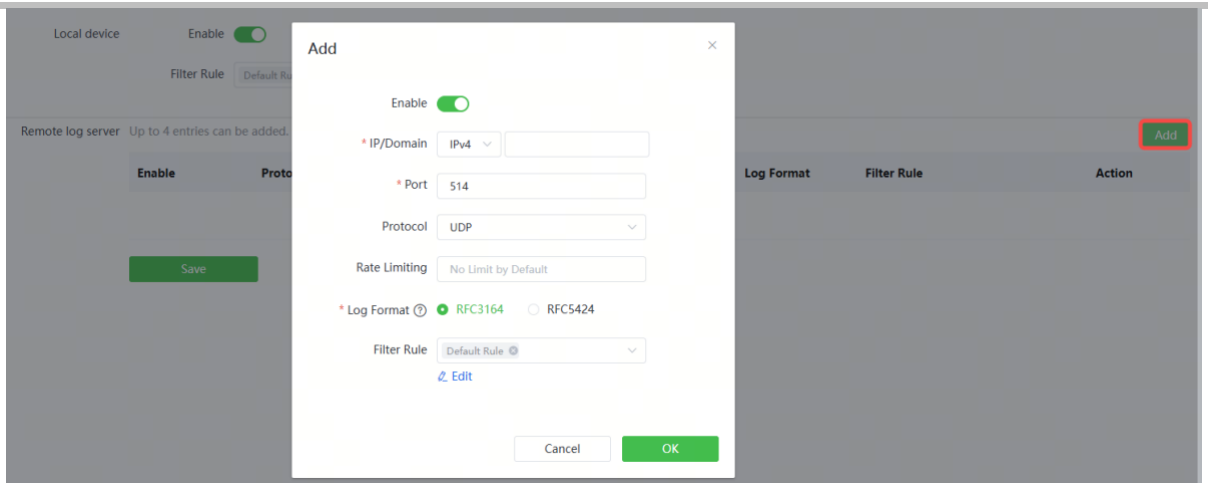 Local device
Enable
Filter Rule
Default Ru
Remote log server
Up to 4 entries can be added.
Add
Enable
Proto
Log Format
Filter Rule
Action
Save
Add
Enable
* IP/Domain
IPv4
* Port
514
Protocol
UDP
Rate Limiting
No Limit by Default
* Log Format
RFC3164
RFC5424
Filter Rule
Default Rule
Edit
Cancel
OK